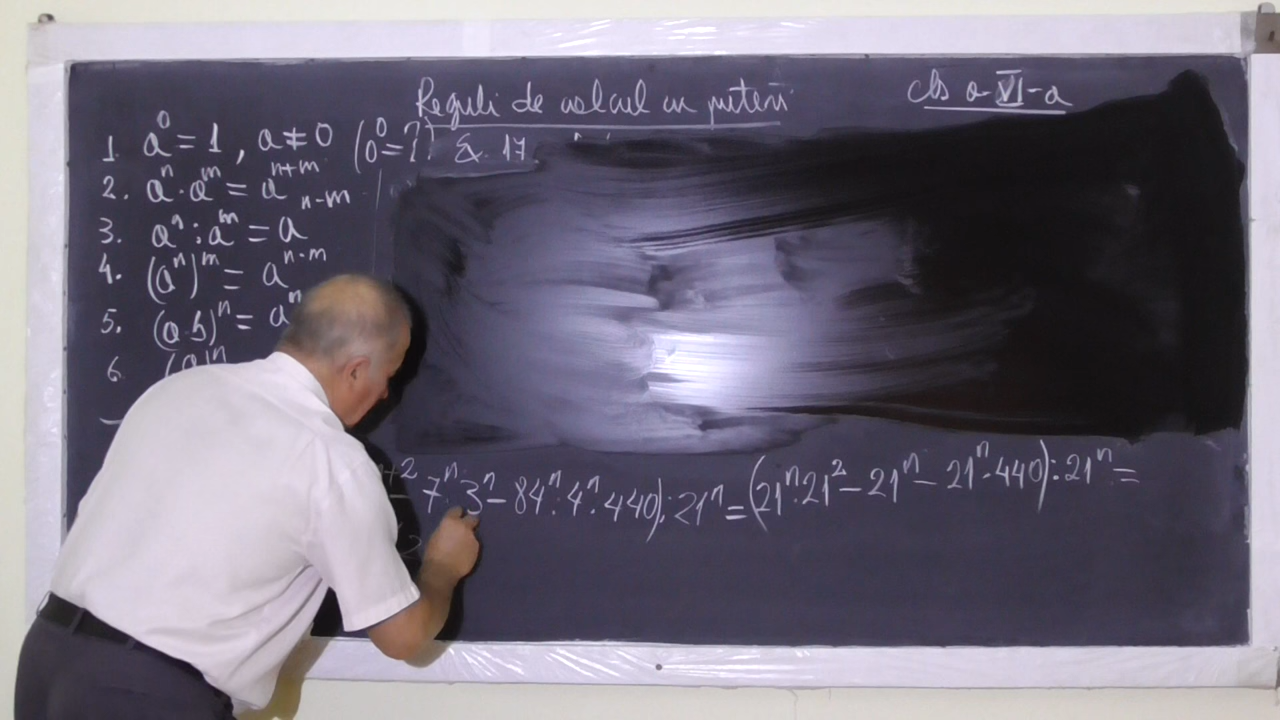 Reguli de calcul cu puteri
cls a-VI-a
1. a⁰ = 1, a ≠ 0 (0⁰ = ?)
Ex. 17.
2. aⁿ · aᵐ = aⁿ⁺ᵐ
3. aⁿ : aᵐ = aⁿ⁻ᵐ
4. (aⁿ)ᵐ = aⁿ·ᵐ
5. (a·b)ⁿ = aⁿ
6.
ⁿ⁺² – 7ⁿ · 3ⁿ – 84ⁿ : 4ⁿ · 440) : 21ⁿ = (21ⁿ · 21² – 21ⁿ – 21ⁿ · 440) : 21ⁿ =